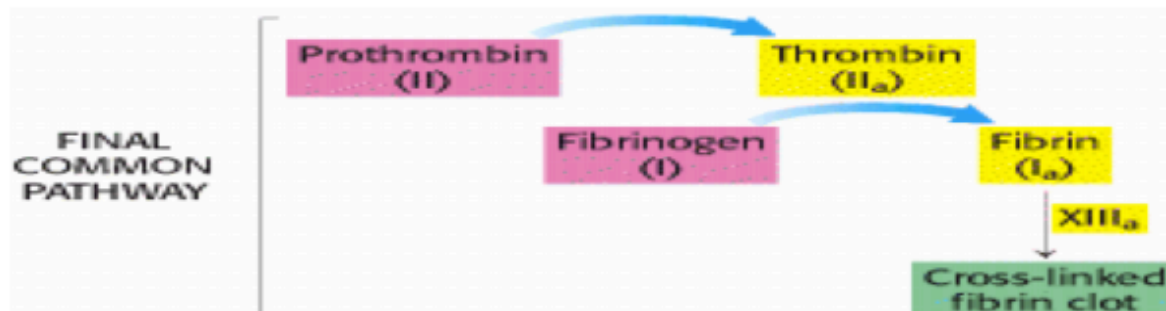 Prothrombin
(II)
Thrombin
(IIₐ)
Fibrinogen
(I)
Fibrin
(Iₐ)
FINAL
COMMON
PATHWAY
XIIIₐ
Cross-linked
fibrin clot